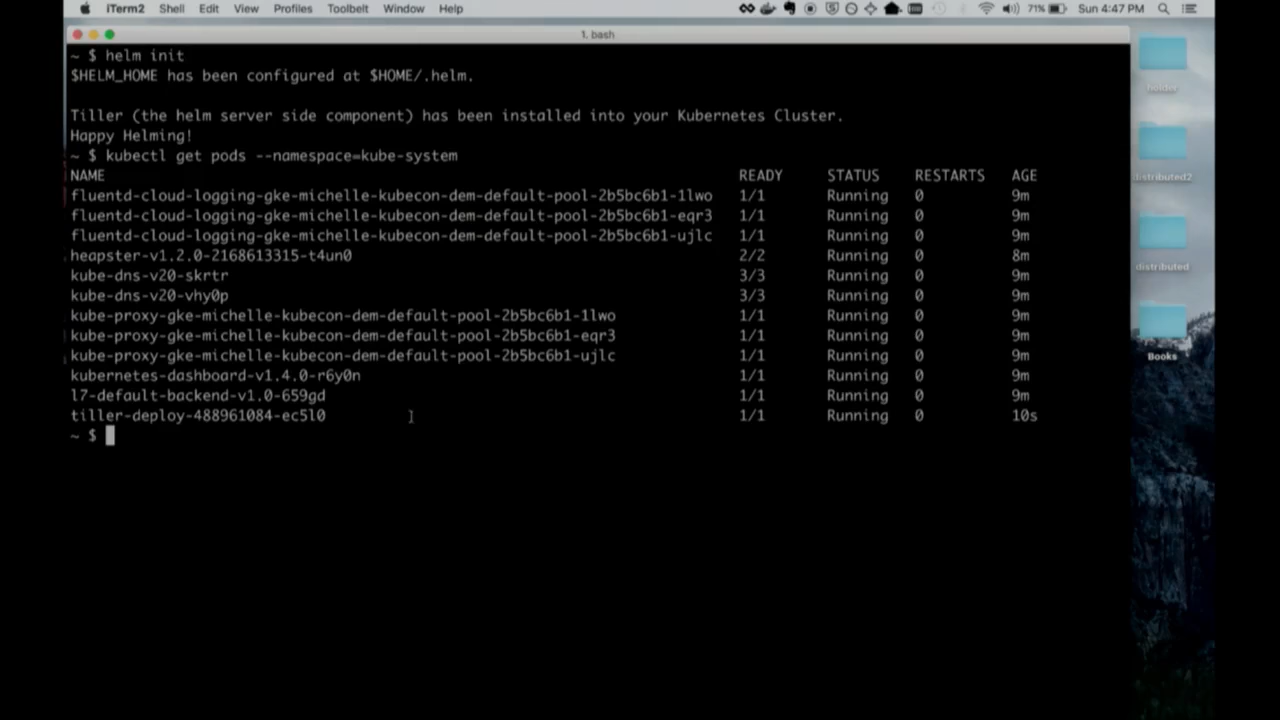 iTerm2 Shell Edit View Profiles Toolbelt Window Help 71% Sun 4:47 PM
1. bash
~ $ helm init
$HELM_HOME has been configured at $HOME/.helm.
Tiller (the helm server side component) has been installed into your Kubernetes Cluster.
Happy Helming!
~ $ kubectl get pods --namespace=kube-system
NAME READY STATUS RESTARTS AGE
fluentd-cloud-logging-gke-michelle-kubecon-dem-default-pool-2b5bc6b1-1lwo 1/1 Running 0 9m
fluentd-cloud-logging-gke-michelle-kubecon-dem-default-pool-2b5bc6b1-eqr3 1/1 Running 0 9m
fluentd-cloud-logging-gke-michelle-kubecon-dem-default-pool-2b5bc6b1-ujlc 1/1 Running 0 9m
heapster-v1.2.0-2168613315-t4un0 2/2 Running 0 8m
kube-dns-v20-skrtr 3/3 Running 0 9m
kube-dns-v20-vhy0p 3/3 Running 0 9m
kube-proxy-gke-michelle-kubecon-dem-default-pool-2b5bc6b1-1lwo 1/1 Running 0 9m
kube-proxy-gke-michelle-kubecon-dem-default-pool-2b5bc6b1-eqr3 1/1 Running 0 9m
kube-proxy-gke-michelle-kubecon-dem-default-pool-2b5bc6b1-ujlc 1/1 Running 0 9m
kubernetes-dashboard-v1.4.0-r6y0n 1/1 Running 0 9m
l7-default-backend-v1.0-659gd 1/1 Running 0 9m
tiller-deploy-488961084-ec5l0 1/1 Running 0 10s
~ $
holder
distributed2
distributed
Books